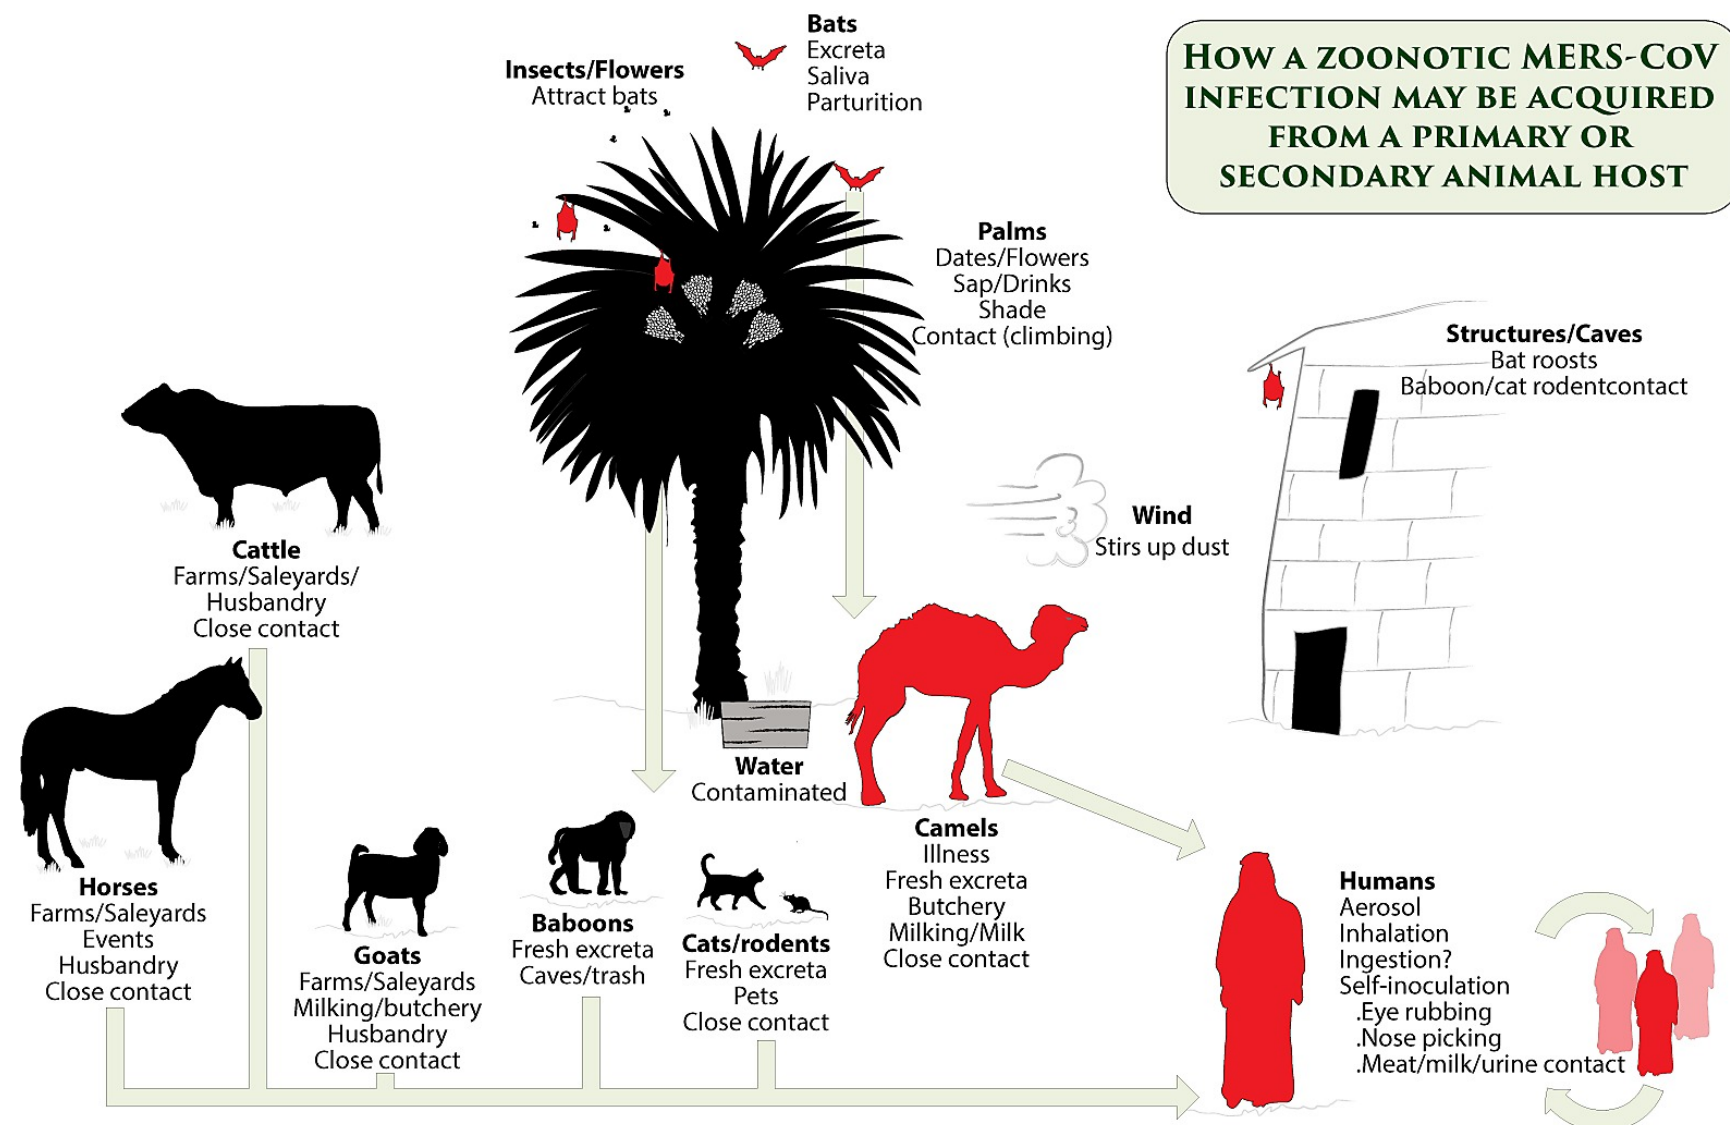 Bats
Excreta
Saliva
Parturition
Insects/Flowers
Attract bats
HOW A ZOONOTIC MERS-COV
INFECTION MAY BE ACQUIRED
FROM A PRIMARY OR
SECONDARY ANIMAL HOST
Palms
Dates/Flowers
Sap/Drinks
Shade
Contact (climbing)
Structures/Caves
Bat roosts
Baboon/cat rodentcontact
Wind
Stirs up dust
Cattle
Farms/Saleyards/
Husbandry
Close contact
Water
Contaminated
Horses
Farms/Saleyards
Events
Husbandry
Close contact
Goats
Farms/Saleyards
Milking/butchery
Husbandry
Close contact
Baboons
Fresh excreta
Caves/trash
Cats/rodents
Fresh excreta
Pets
Close contact
Camels
Illness
Fresh excreta
Butchery
Milking/Milk
Close contact
Humans
Aerosol
Inhalation
Ingestion?
Self-inoculation
.Eye rubbing
.Nose picking
.Meat/milk/urine contact